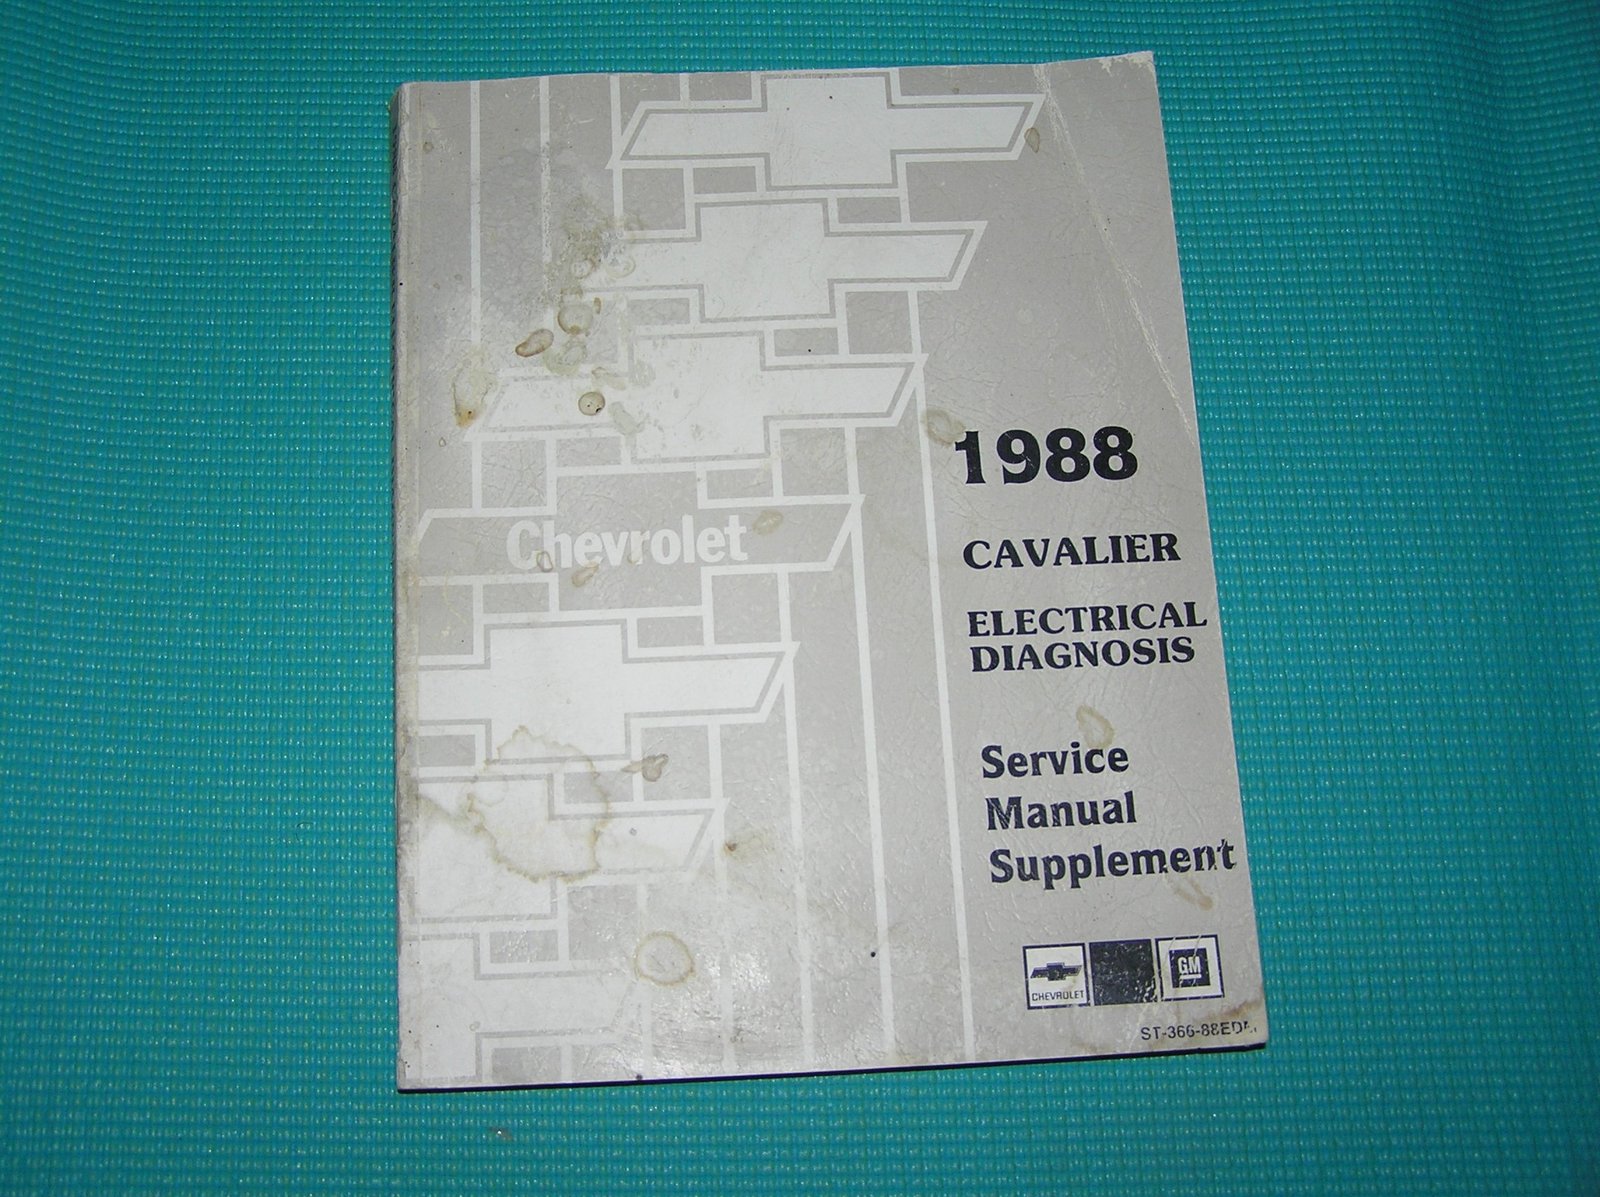 1988
CAVALIER
ELECTRICAL
DIAGNOSIS
Chevrolet
Service
Manual
Supplement
CHEVROLET
GM